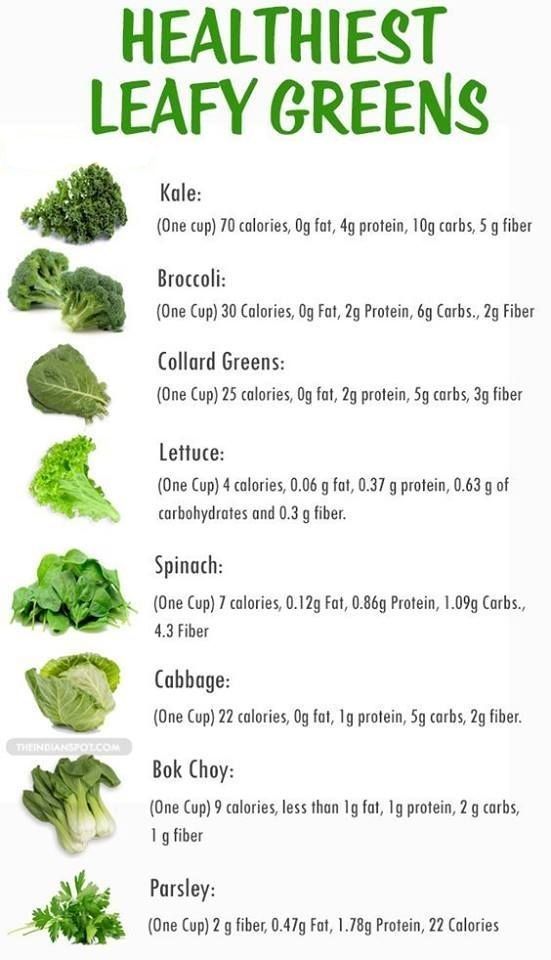 HEALTHIEST
LEAFY GREENS
Kale:
(One cup) 70 calories, 0g fat, 4g protein, 10g carbs, 5 g fiber
Broccoli:
(One Cup) 30 Calories, 0g Fat, 2g Protein, 6g Carbs., 2g Fiber
Collard Greens:
(One Cup) 25 calories, 0g fat, 2g protein, 5g carbs, 3g fiber
Lettuce:
(One Cup) 4 calories, 0.06 g fat, 0.37 g protein, 0.63 g of
carbohydrates and 0.3 g fiber.
Spinach:
(One Cup) 7 calories, 0.12g Fat, 0.86g Protein, 1.09g Carbs.,
4.3 Fiber
Cabbage:
(One Cup) 22 calories, 0g fat, 1g protein, 5g carbs, 2g fiber.
THEINDIANSPOT.COM
Bok Choy:
(One Cup) 9 calories, less than 1g fat, 1g protein, 2 g carbs,
1 g fiber
Parsley:
(One Cup) 2 g fiber, 0.47g Fat, 1.78g Protein, 22 Calories